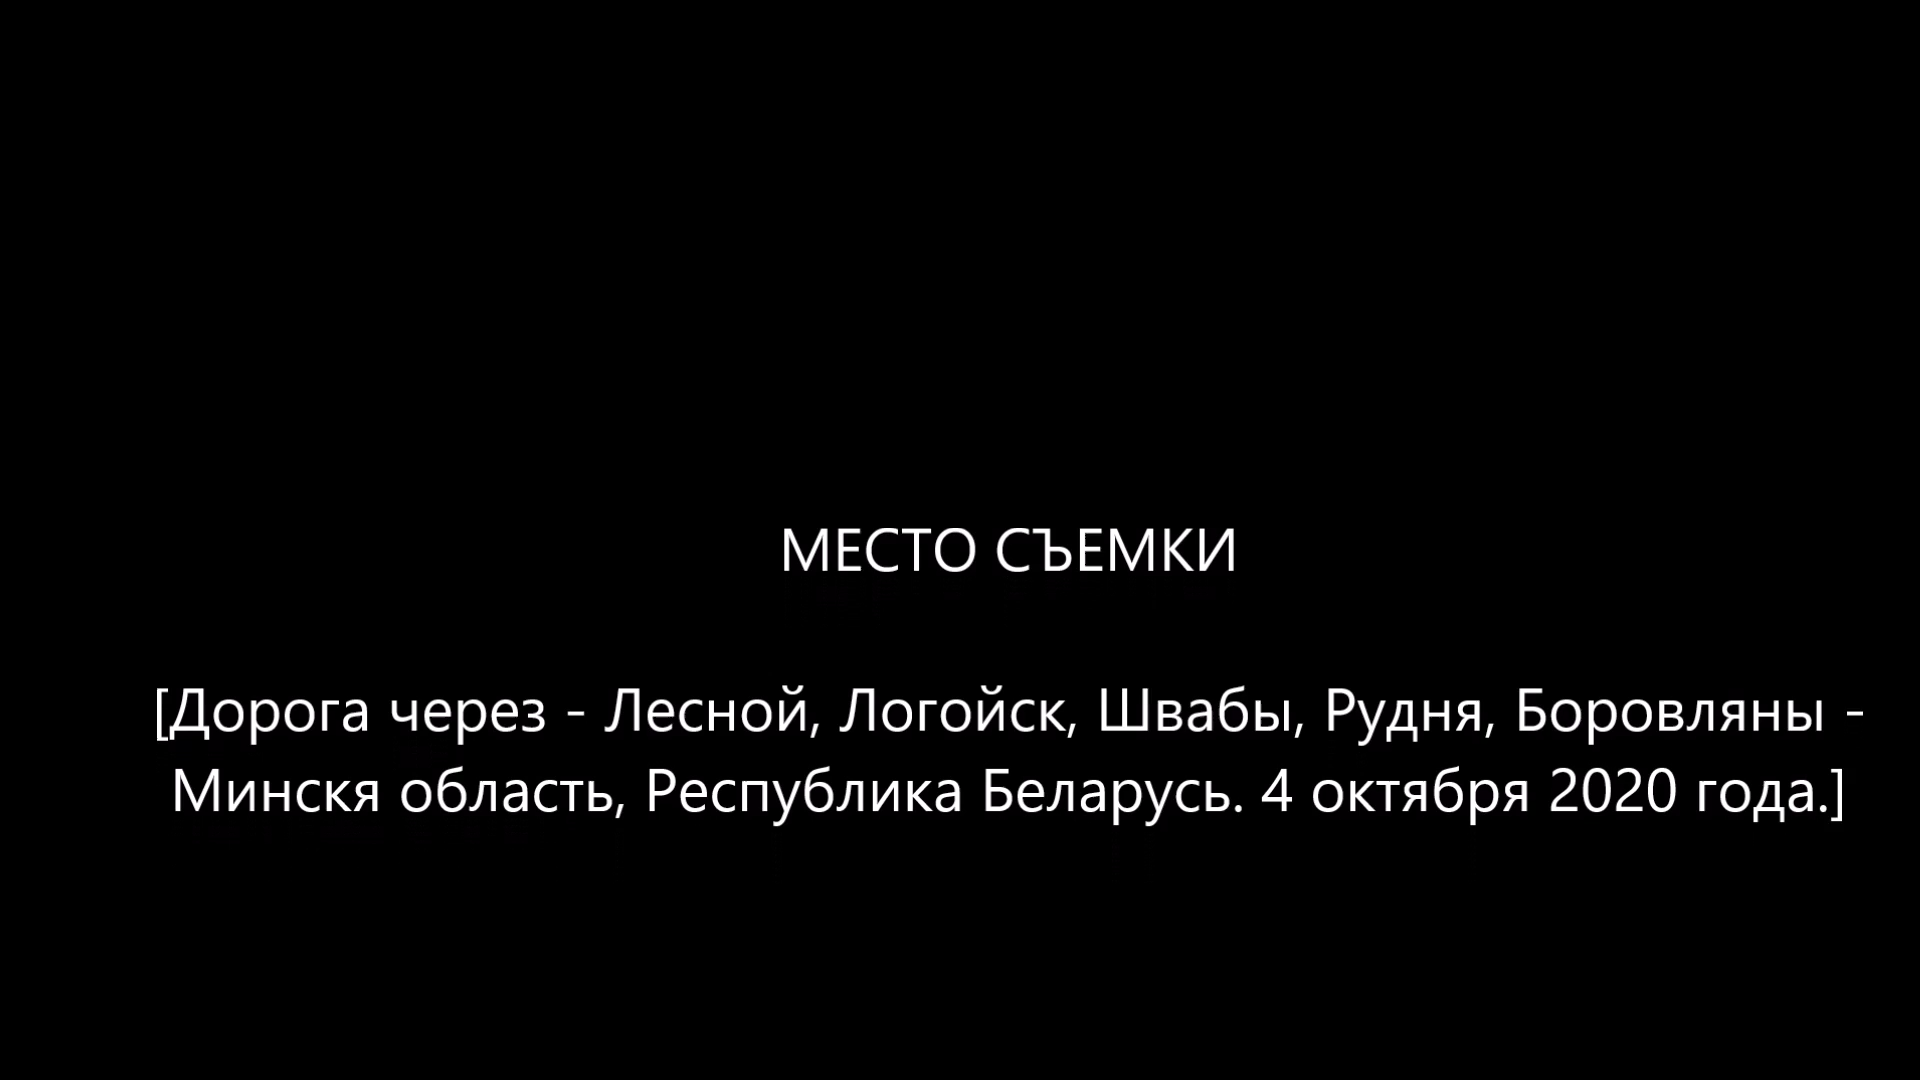 МЕСТО СЪЕМКИ
[Дорога через - Лесной, Логойск, Швабы, Рудня, Боровляны -
Минскя область, Республика Беларусь. 4 октября 2020 года.]